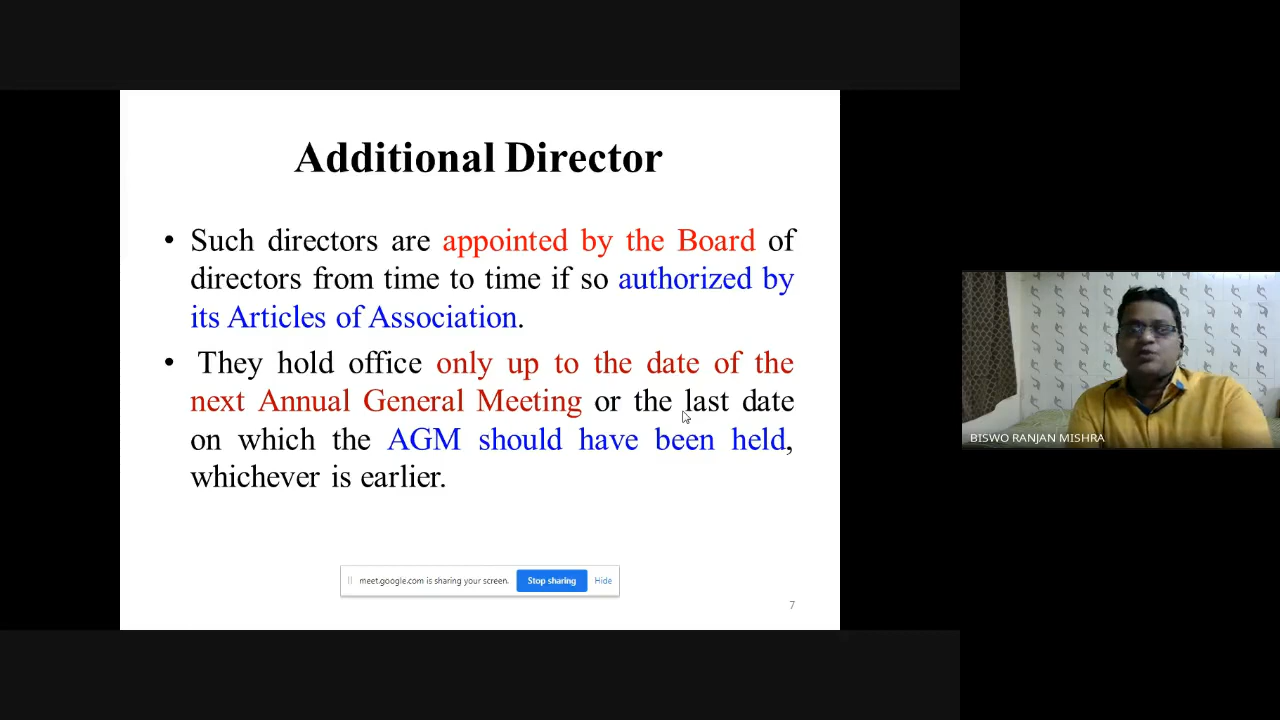 Additional Director
• Such directors are appointed by the Board of
directors from time to time if so authorized by
its Articles of Association.
• They hold office only up to the date of the
next Annual General Meeting or the last date
on which the AGM should have been held,
whichever is earlier.
meet.google.com is sharing your screen. Stop sharing Hide
7
BISWO RANJAN MISHRA